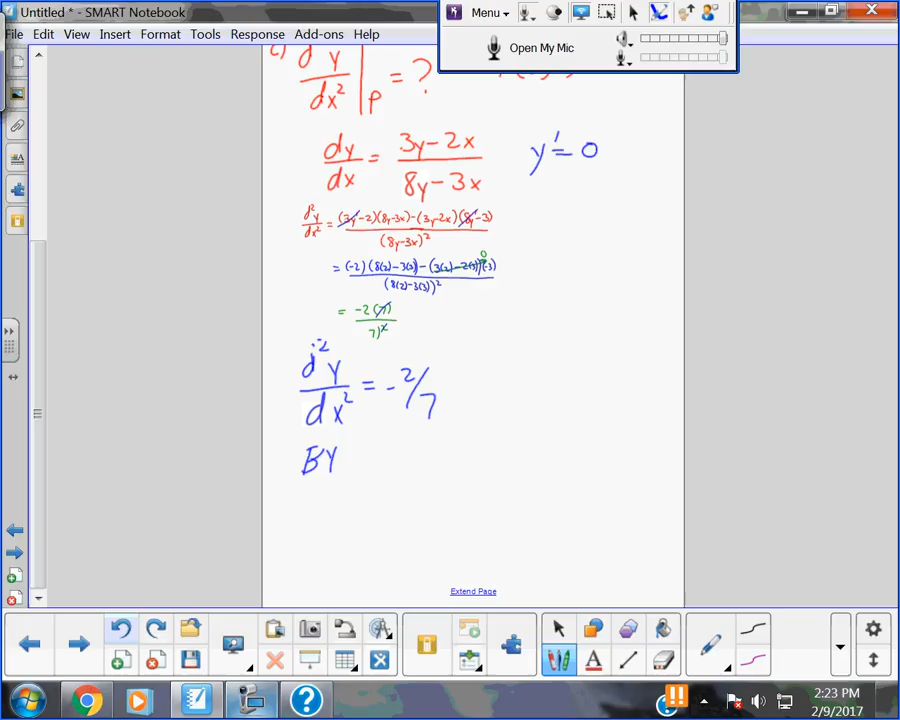 Untitled * - SMART Notebook
Menu
File Edit View Insert Format Tools Response Add-ons Help
Open My Mic
c) d²y/dx² |P = ?
dy/dx = (3y-2x)/(8y-3x) y' = 0
d²y/dx² = ((3y'-2)(8y-3x)-(3y-2x)(8y'-3))/(8y-3x)²
= ((-2)(8(2)-3(3))-(3(2)-2(3))⁰(-3))/(8(2)-3(3))²
= -2(7)/7)²
d²y/dx² = -2/7
BY
Extend Page
2:23 PM
2/9/2017